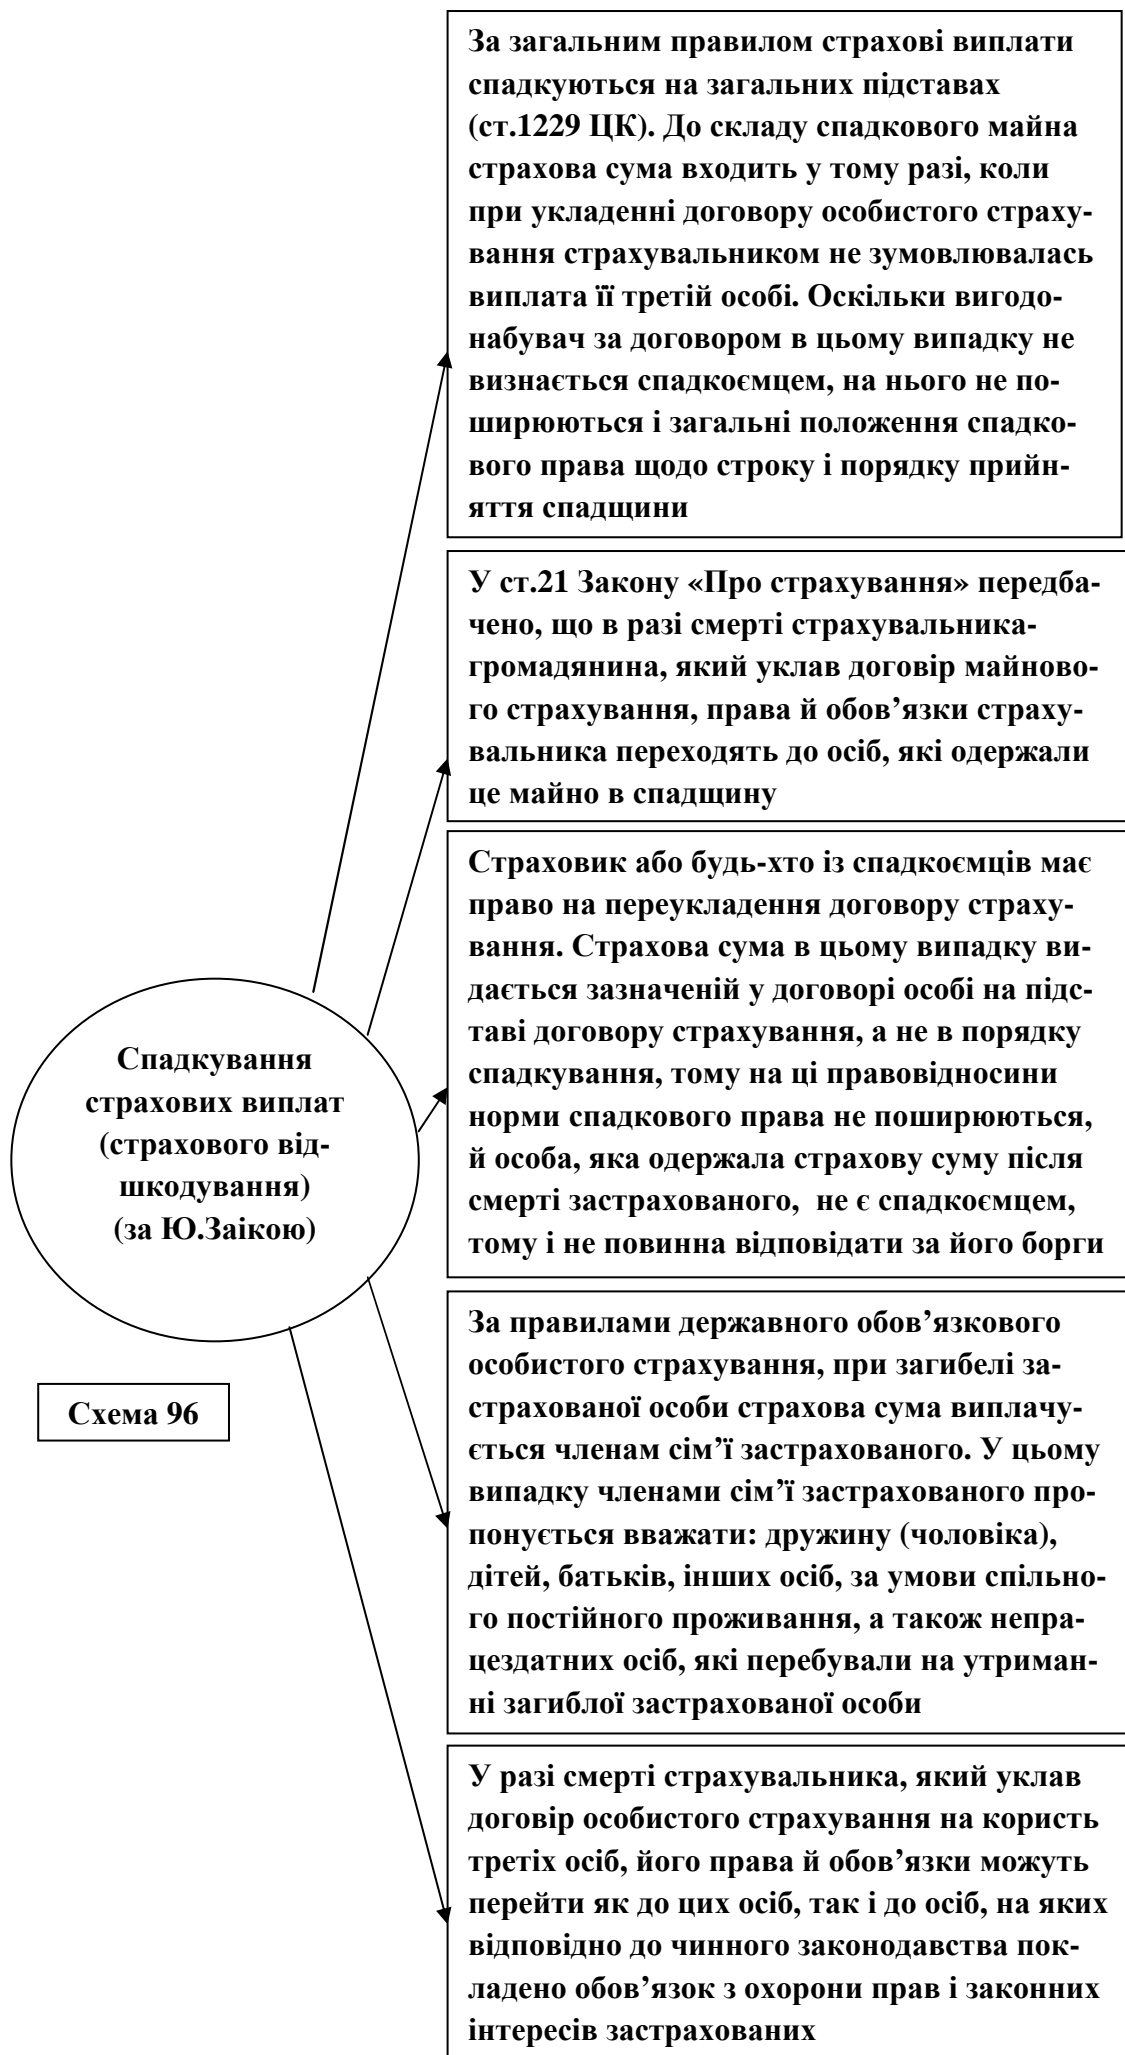 За загальним правилом страхові виплати
спадкуються на загальних підставах
(ст.1229 ЦК). До складу спадкового майна
страхова сума входить у тому разі, коли
при укладенні договору особистого страху-
вання страхувальником не зумовлювалась
виплата її третій особі. Оскільки вигодо-
набувач за договором в цьому випадку не
визнається спадкоємцем, на нього не по-
ширюються і загальні положення спадко-
вого права щодо строку і порядку прийн-
яття спадщини
У ст.21 Закону «Про страхування» передба-
чено, що в разі смерті страхувальника-
громадянина, який уклав договір майново-
го страхування, права й обов’язки страху-
вальника переходять до осіб, які одержали
це майно в спадщину
Страховик або будь-хто із спадкоємців має
право на переукладення договору страху-
вання. Страхова сума в цьому випадку ви-
дається зазначеній у договорі особі на підс-
таві договору страхування, а не в порядку
спадкування, тому на ці правовідносини
норми спадкового права не поширюються,
й особа, яка одержала страхову суму після
смерті застрахованого, не є спадкоємцем,
тому і не повинна відповідати за його борги
Спадкування
страхових виплат
(страхового від-
шкодування)
(за Ю.Заікою)
За правилами державного обов’язкового
особистого страхування, при загибелі за-
страхованої особи страхова сума виплачу-
ється членам сім’ї застрахованого. У цьому
випадку членами сім’ї застрахованого про-
понується вважати: дружину (чоловіка),
дітей, батьків, інших осіб, за умови спільно-
го постійного проживання, а також непра-
цездатних осіб, які перебували на утриман-
ні загиблої застрахованої особи
Схема 96
У разі смерті страхувальника, який уклав
договір особистого страхування на користь
третіх осіб, його права й обов’язки можуть
перейти як до цих осіб, так і до осіб, на яких
відповідно до чинного законодавства пок-
ладено обов’язок з охорони прав і законних
інтересів застрахованих